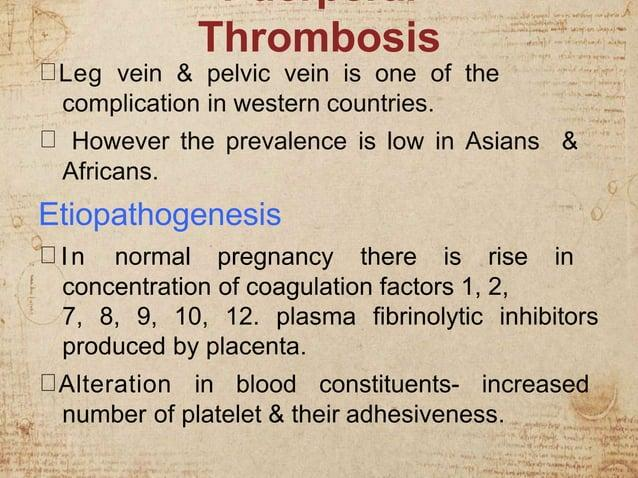 Puerperal
Thrombosis
Leg vein & pelvic vein is one of the
complication in western countries.
However the prevalence is low in Asians &
Africans.
Etiopathogenesis
In normal pregnancy there is rise in
concentration of coagulation factors 1, 2,
7, 8, 9, 10, 12. plasma fibrinolytic inhibitors
produced by placenta.
Alteration in blood constituents- increased
number of platelet & their adhesiveness.